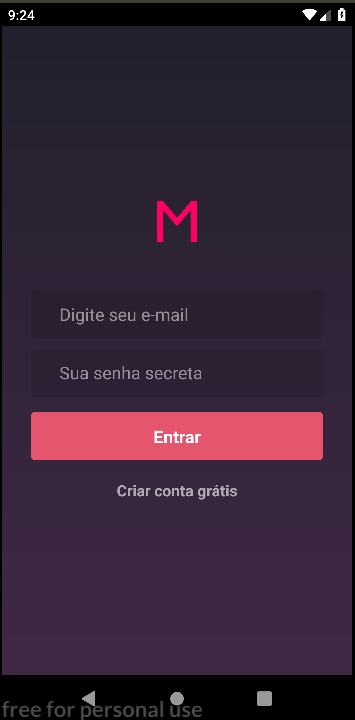 9:24
M
Digite seu e-mail
Sua senha secreta
Entrar
Criar conta grátis
free for personal use